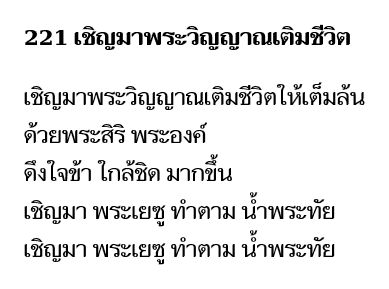 221 เชิญมาพระวิญญาณเติมชีวิต
เชิญมาพระวิญญาณเติมชีวิตให้เต็มล้น
ด้วยพระสิริ พระองค์
ดึงใจข้า ใกล้ชิด มากขึ้น
เชิญมา พระเยซู ทำตาม น้ำพระทัย
เชิญมา พระเยซู ทำตาม น้ำพระทัย